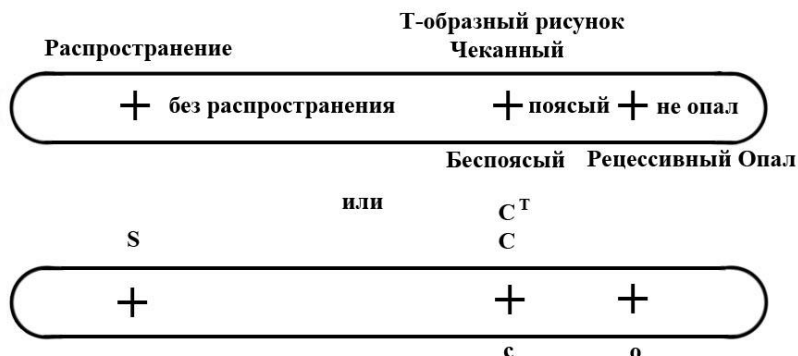 Т-образный рисунок
Распространение Чеканный
+ без распространения + поясый + не опал
Беспоясый Рецессивный Опал
или
C T
S C
+ + +
c o